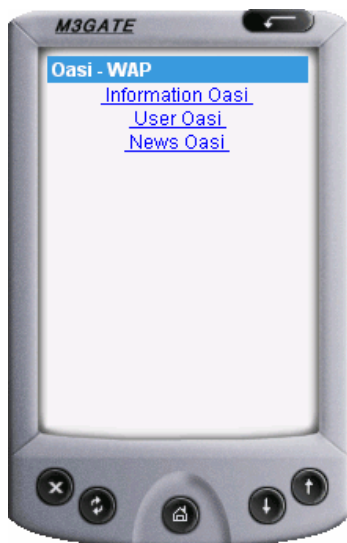 M3GATE
Oasi - WAP
Information Oasi
User Oasi
News Oasi